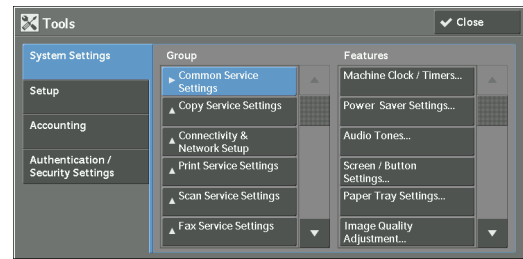 Tools
Close
System Settings
Setup
Accounting
Authentication /
Security Settings
Group
Common Service
Settings
Copy Service Settings
Connectivity &
Network Setup
Print Service Settings
Scan Service Settings
Fax Service Settings
Features
Machine Clock / Timers...
Power Saver Settings...
Audio Tones...
Screen / Button
Settings...
Paper Tray Settings...
Image Quality
Adjustment...